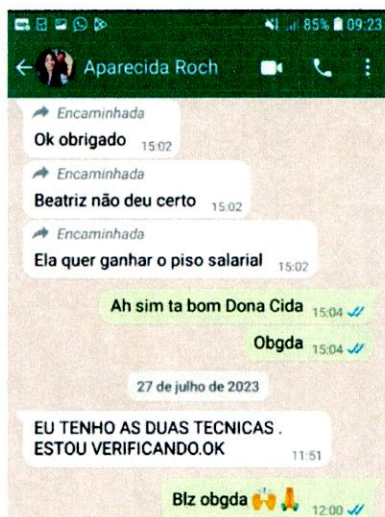 85% 09:23
Aparecida Roch
Encaminhada
Ok obrigado 15:02
Encaminhada
Beatriz não deu certo 15:02
Encaminhada
Ela quer ganhar o piso salarial 15:02
Ah sim ta bom Dona Cida 15:04
Obgda 15:04
27 de julho de 2023
EU TENHO AS DUAS TECNICAS .
ESTOU VERIFICANDO.OK 11:51
Blz obgda 🙌🙏 12:00